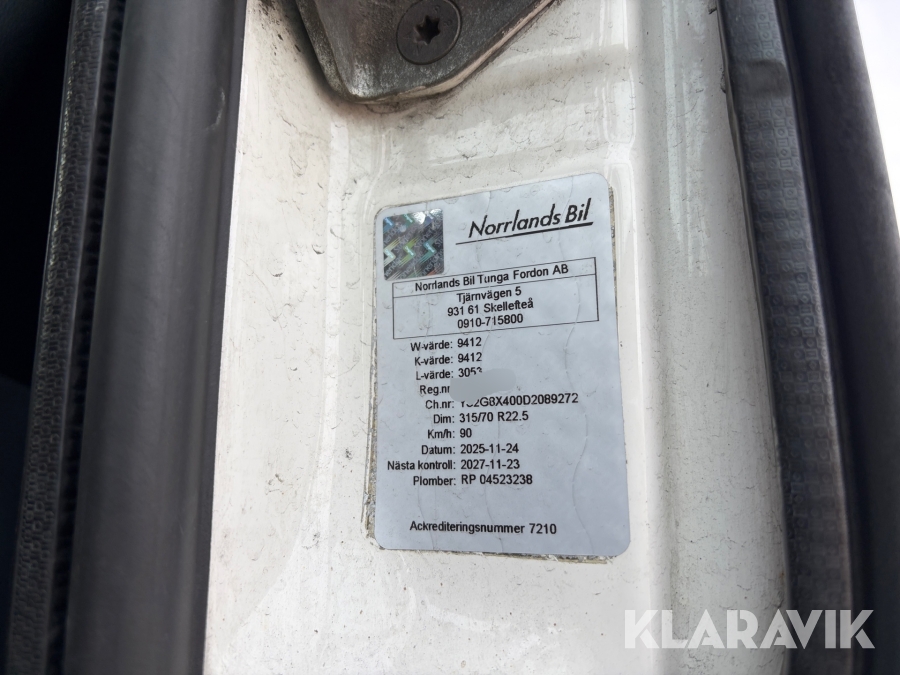 Norrlands Bil
Norrlands Bil Tunga Fordon AB
Tjärnvägen 5
931 61 Skellefteå
0910-715800
W-värde: 9412
K-värde: 9412
L-värde: 3053
Reg.nr
Ch.nr: YS2G8X400D2089272
Dim: 315/70 R22.5
Km/h: 90
Datum: 2025-11-24
Nästa kontroll: 2027-11-23
Plomber: RP 04523238
Ackrediteringsnummer 7210
KLARAVIK